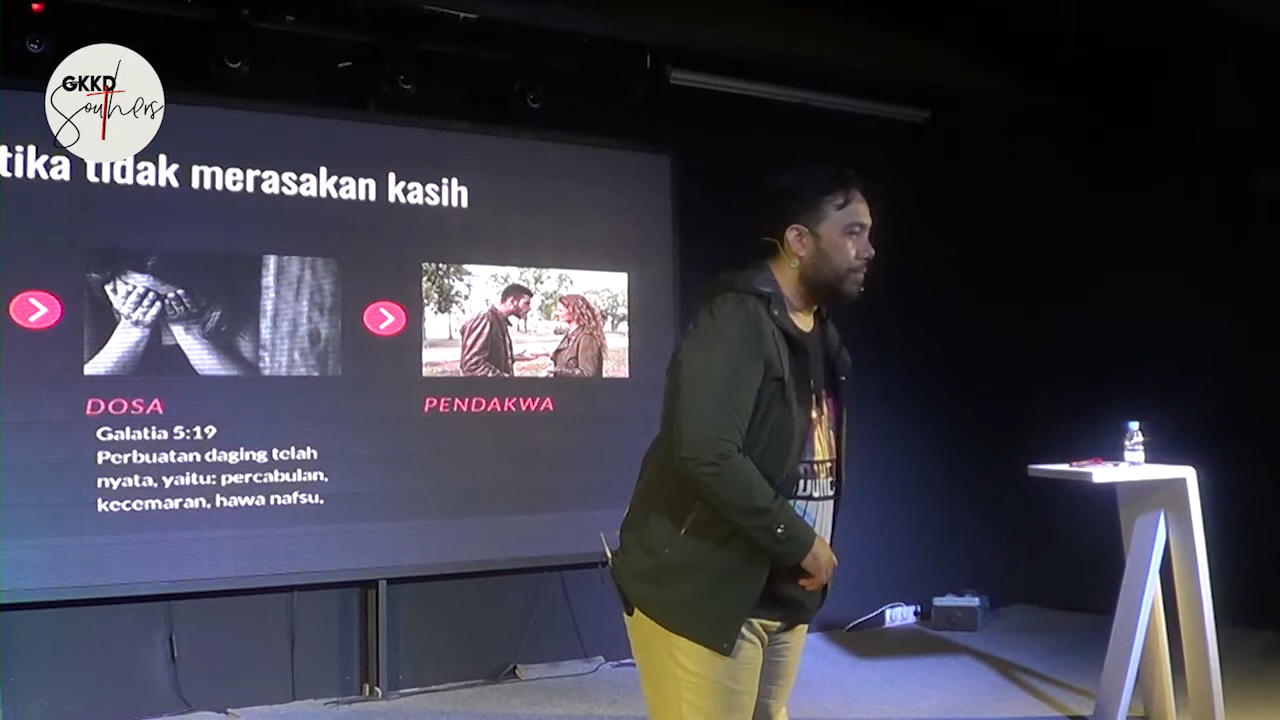 GKKD
Southers
tika tidak merasakan kasih
DOSA
Galatia 5:19
Perbuatan daging telah
nyata, yaitu: percabulan,
kecemaran, hawa nafsu,
PENDAKWA